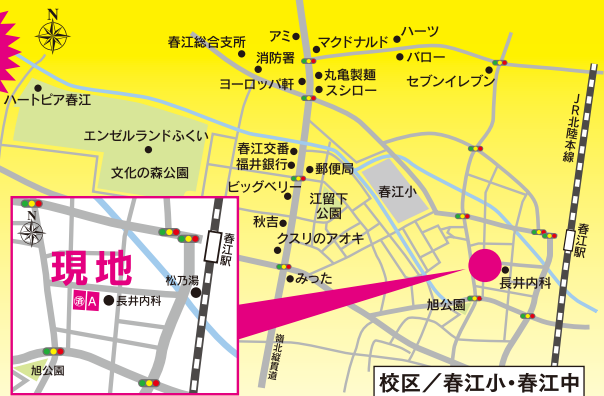 N
アミ
ハーツ
春江総合支所
マクドナルド
消防署
バロー
ヨーロッパ軒
丸亀製麺
スシロー
セブンイレブン
ハートピア春江
JR北陸本線
エンゼルランドふくい
春江交番
福井銀行
郵便局
文化の森公園
ビッグベリー
江留下
公園
春江小
秋吉
クスリのアオキ
春江駅
みった
長井内科
旭公園
嶺北縦貫道
N
春江駅
現地
松乃湯
A
長井内科
旭公園
校区／春江小・春江中